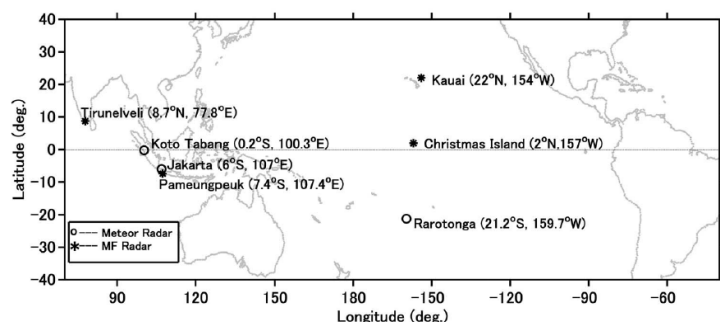 40
30
20
10
0
−10
−20
−30
−40
Latitude (deg.)
Kauai (22°N, 154°W)
Tirunelveli (8.7°N, 77.8°E)
Koto Tabang (0.2°S, 100.3°E)
Christmas Island (2°N,157°W)
Jakarta (6°S, 107°E)
Pameungpeuk (7.4°S, 107.4°E)
Rarotonga (21.2°S, 159.7°W)
Meteor Radar
MF Radar
90 120 150 180 −150 −120 −90 −60
Longitude (deg.)